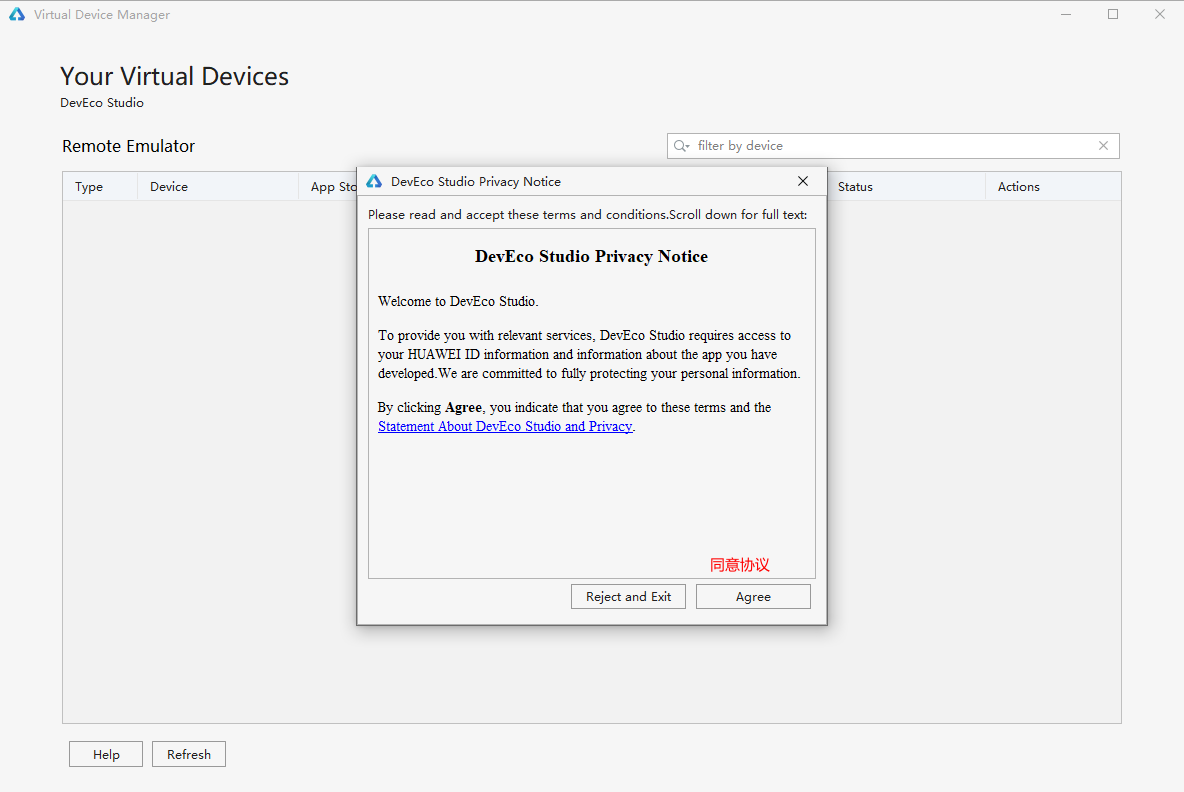 Virtual Device Manager
Your Virtual Devices
DevEco Studio
Remote Emulator
filter by device
Type Device App Sto Status Actions
DevEco Studio Privacy Notice
Please read and accept these terms and conditions.Scroll down for full text:
DevEco Studio Privacy Notice
Welcome to DevEco Studio.
To provide you with relevant services, DevEco Studio requires access to
your HUAWEI ID information and information about the app you have
developed.We are committed to fully protecting your personal information.
By clicking Agree, you indicate that you agree to these terms and the
Statement About DevEco Studio and Privacy.
同意协议
Reject and Exit Agree
Help Refresh